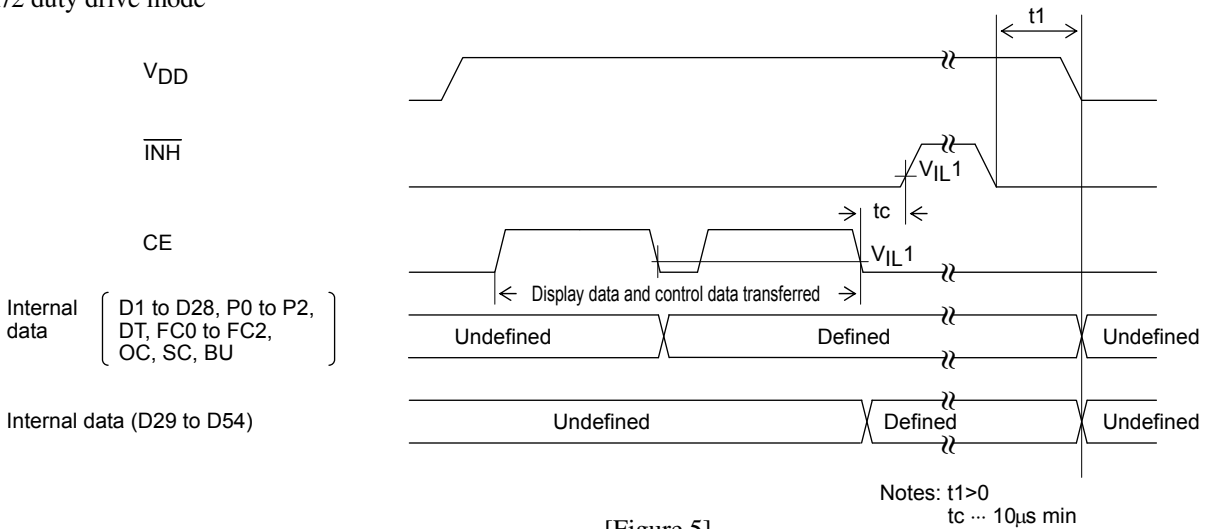 /2 duty drive mode
t1
VDD
INH
VIL1
tc
CE
VIL1
Display data and control data transferred
Internal data
D1 to D28, P0 to P2,
DT, FC0 to FC2,
OC, SC, BU
Undefined
Defined
Undefined
Internal data (D29 to D54)
Undefined
Defined
Undefined
Notes: t1>0
tc ··· 10μs min
[Figure 5]